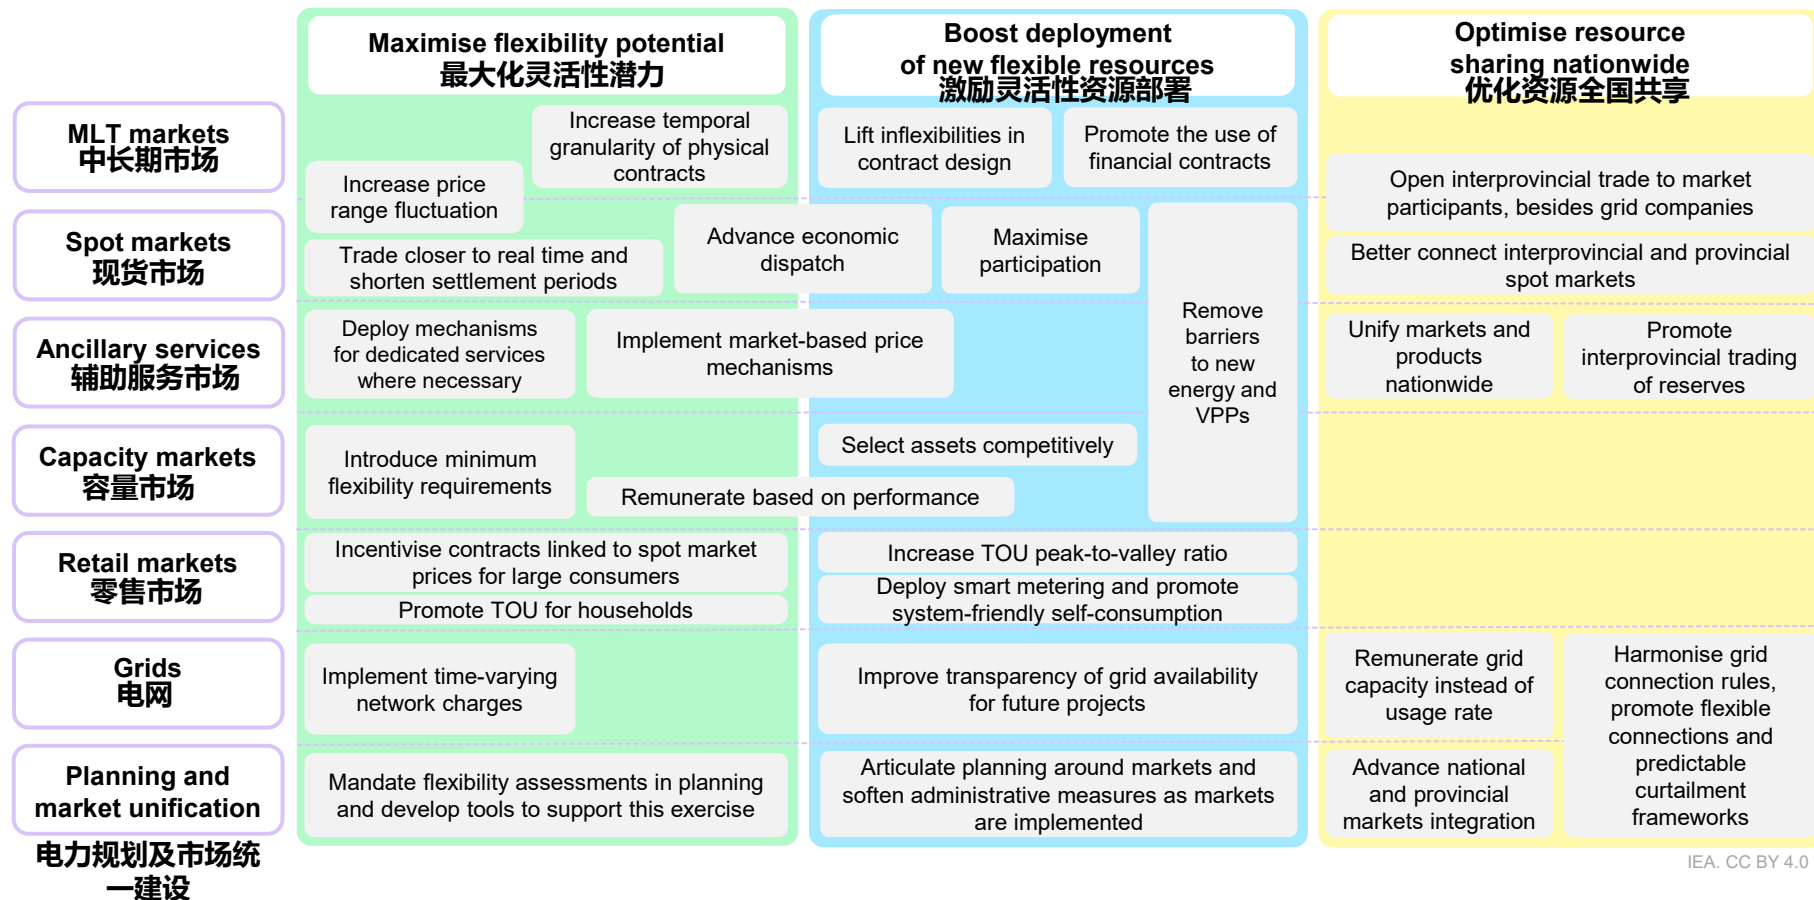 Maximise flexibility potential
最大化灵活性潜力
Boost deployment
of new flexible resources
激励灵活性资源部署
Optimise resource
sharing nationwide
优化资源全国共享
MLT markets
中长期市场
Increase price
range fluctuation
Increase temporal
granularity of physical
contracts
Lift inflexibilities in
contract design
Promote the use of
financial contracts
Open interprovincial trade to market
participants, besides grid companies
Spot markets
现货市场
Trade closer to real time and
shorten settlement periods
Advance economic
dispatch
Maximise
participation
Remove
barriers
to new
energy and
VPPs
Better connect interprovincial and provincial
spot markets
Ancillary services
辅助服务市场
Deploy mechanisms
for dedicated services
where necessary
Implement market-based price
mechanisms
Unify markets and
products
nationwide
Promote
interprovincial trading
of reserves
Capacity markets
容量市场
Introduce minimum
flexibility requirements
Select assets competitively
Remunerate based on performance
Retail markets
零售市场
Incentivise contracts linked to spot market
prices for large consumers
Promote TOU for households
Increase TOU peak-to-valley ratio
Deploy smart metering and promote
system-friendly self-consumption
Grids
电网
Implement time-varying
network charges
Improve transparency of grid availability
for future projects
Remunerate grid
capacity instead of
usage rate
Harmonise grid
connection rules,
promote flexible
connections and
predictable
curtailment
frameworks
Planning and
market unification
电力规划及市场统
一建设
Mandate flexibility assessments in planning
and develop tools to support this exercise
Articulate planning around markets and
soften administrative measures as markets
are implemented
Advance national
and provincial
markets integration
IEA. CC BY 4.0